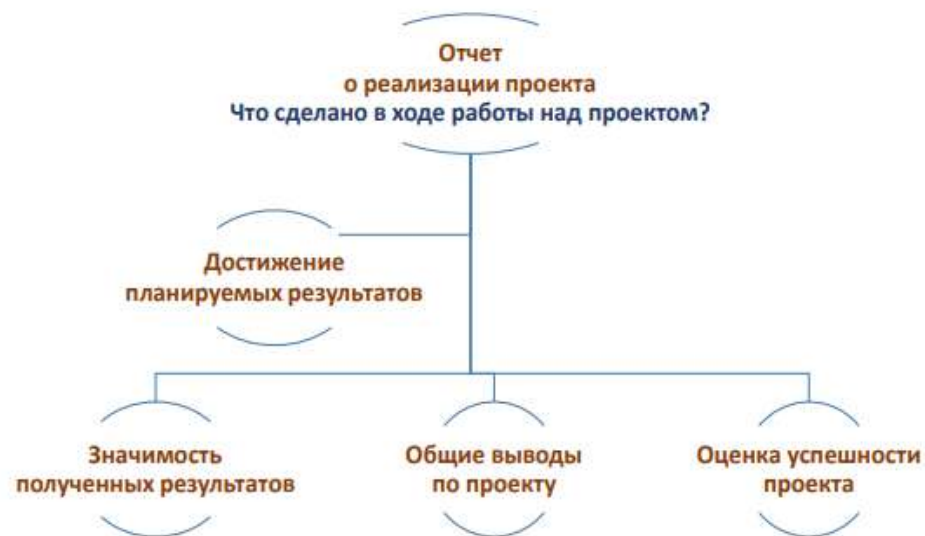 Отчет
о реализации проекта
Что сделано в ходе работы над проектом?
Достижение
планируемых результатов
Значимость
полученных результатов
Общие выводы
по проекту
Оценка успешности
проекта